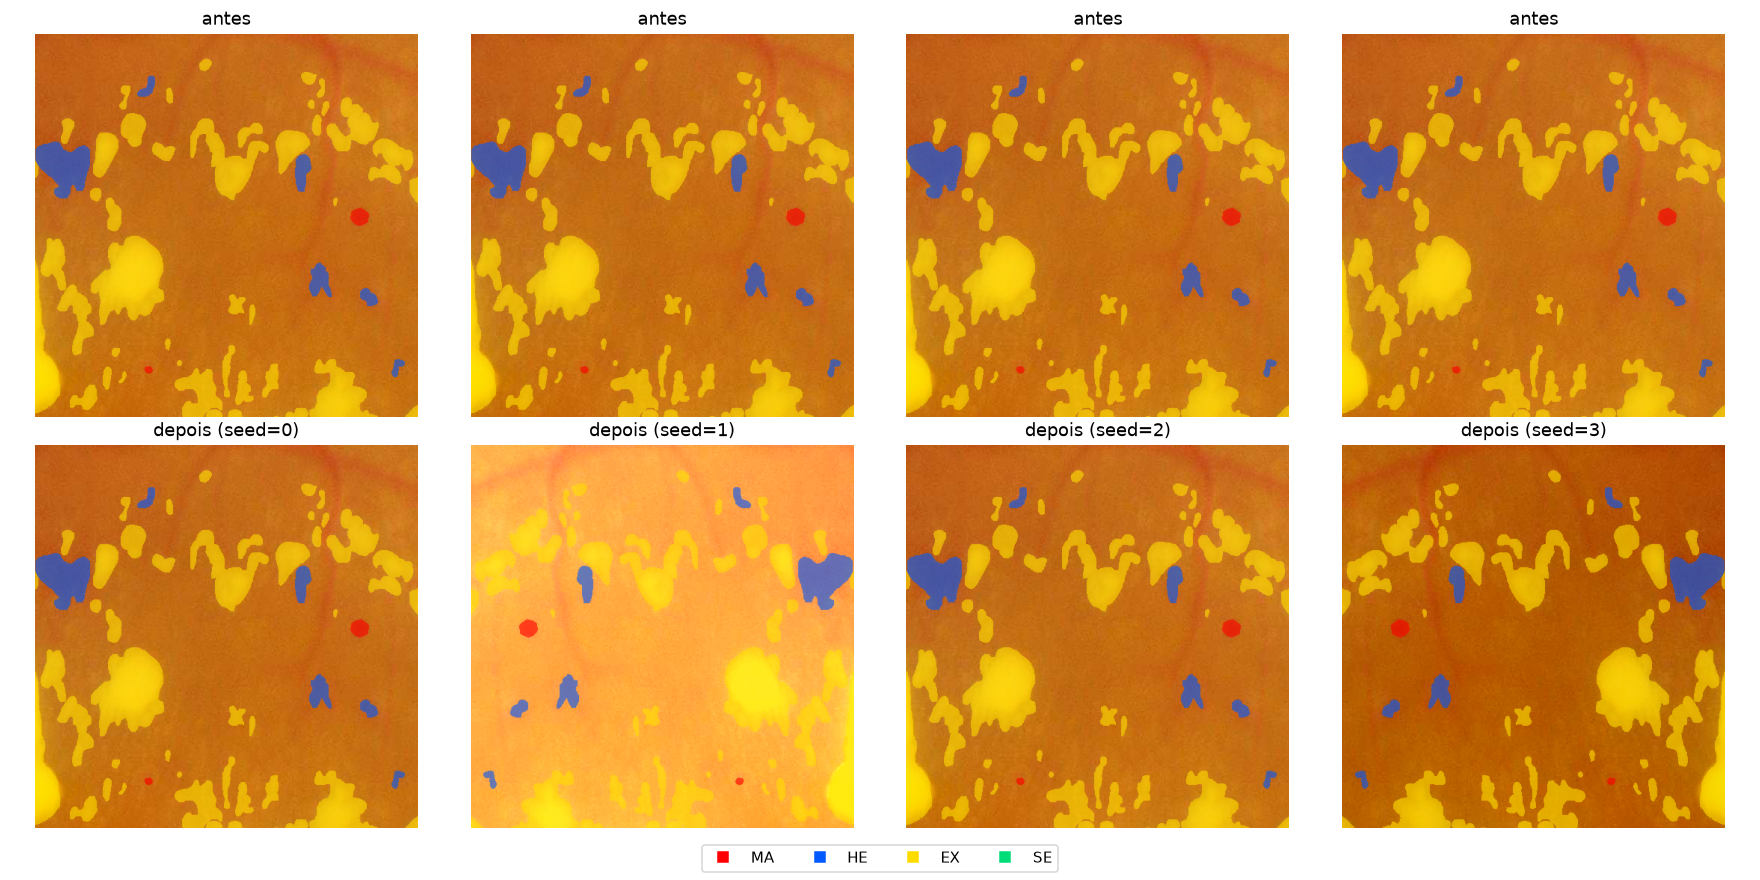 antes antes antes antes
depois (seed=0) depois (seed=1) depois (seed=2) depois (seed=3)
MA HE EX SE